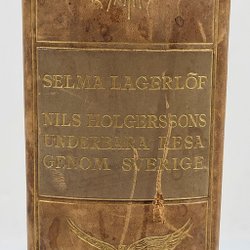 SELMA LAGERLÖF
NILS HOLGERSSONS
UNDERBARA RESA
GENOM SVERIGE